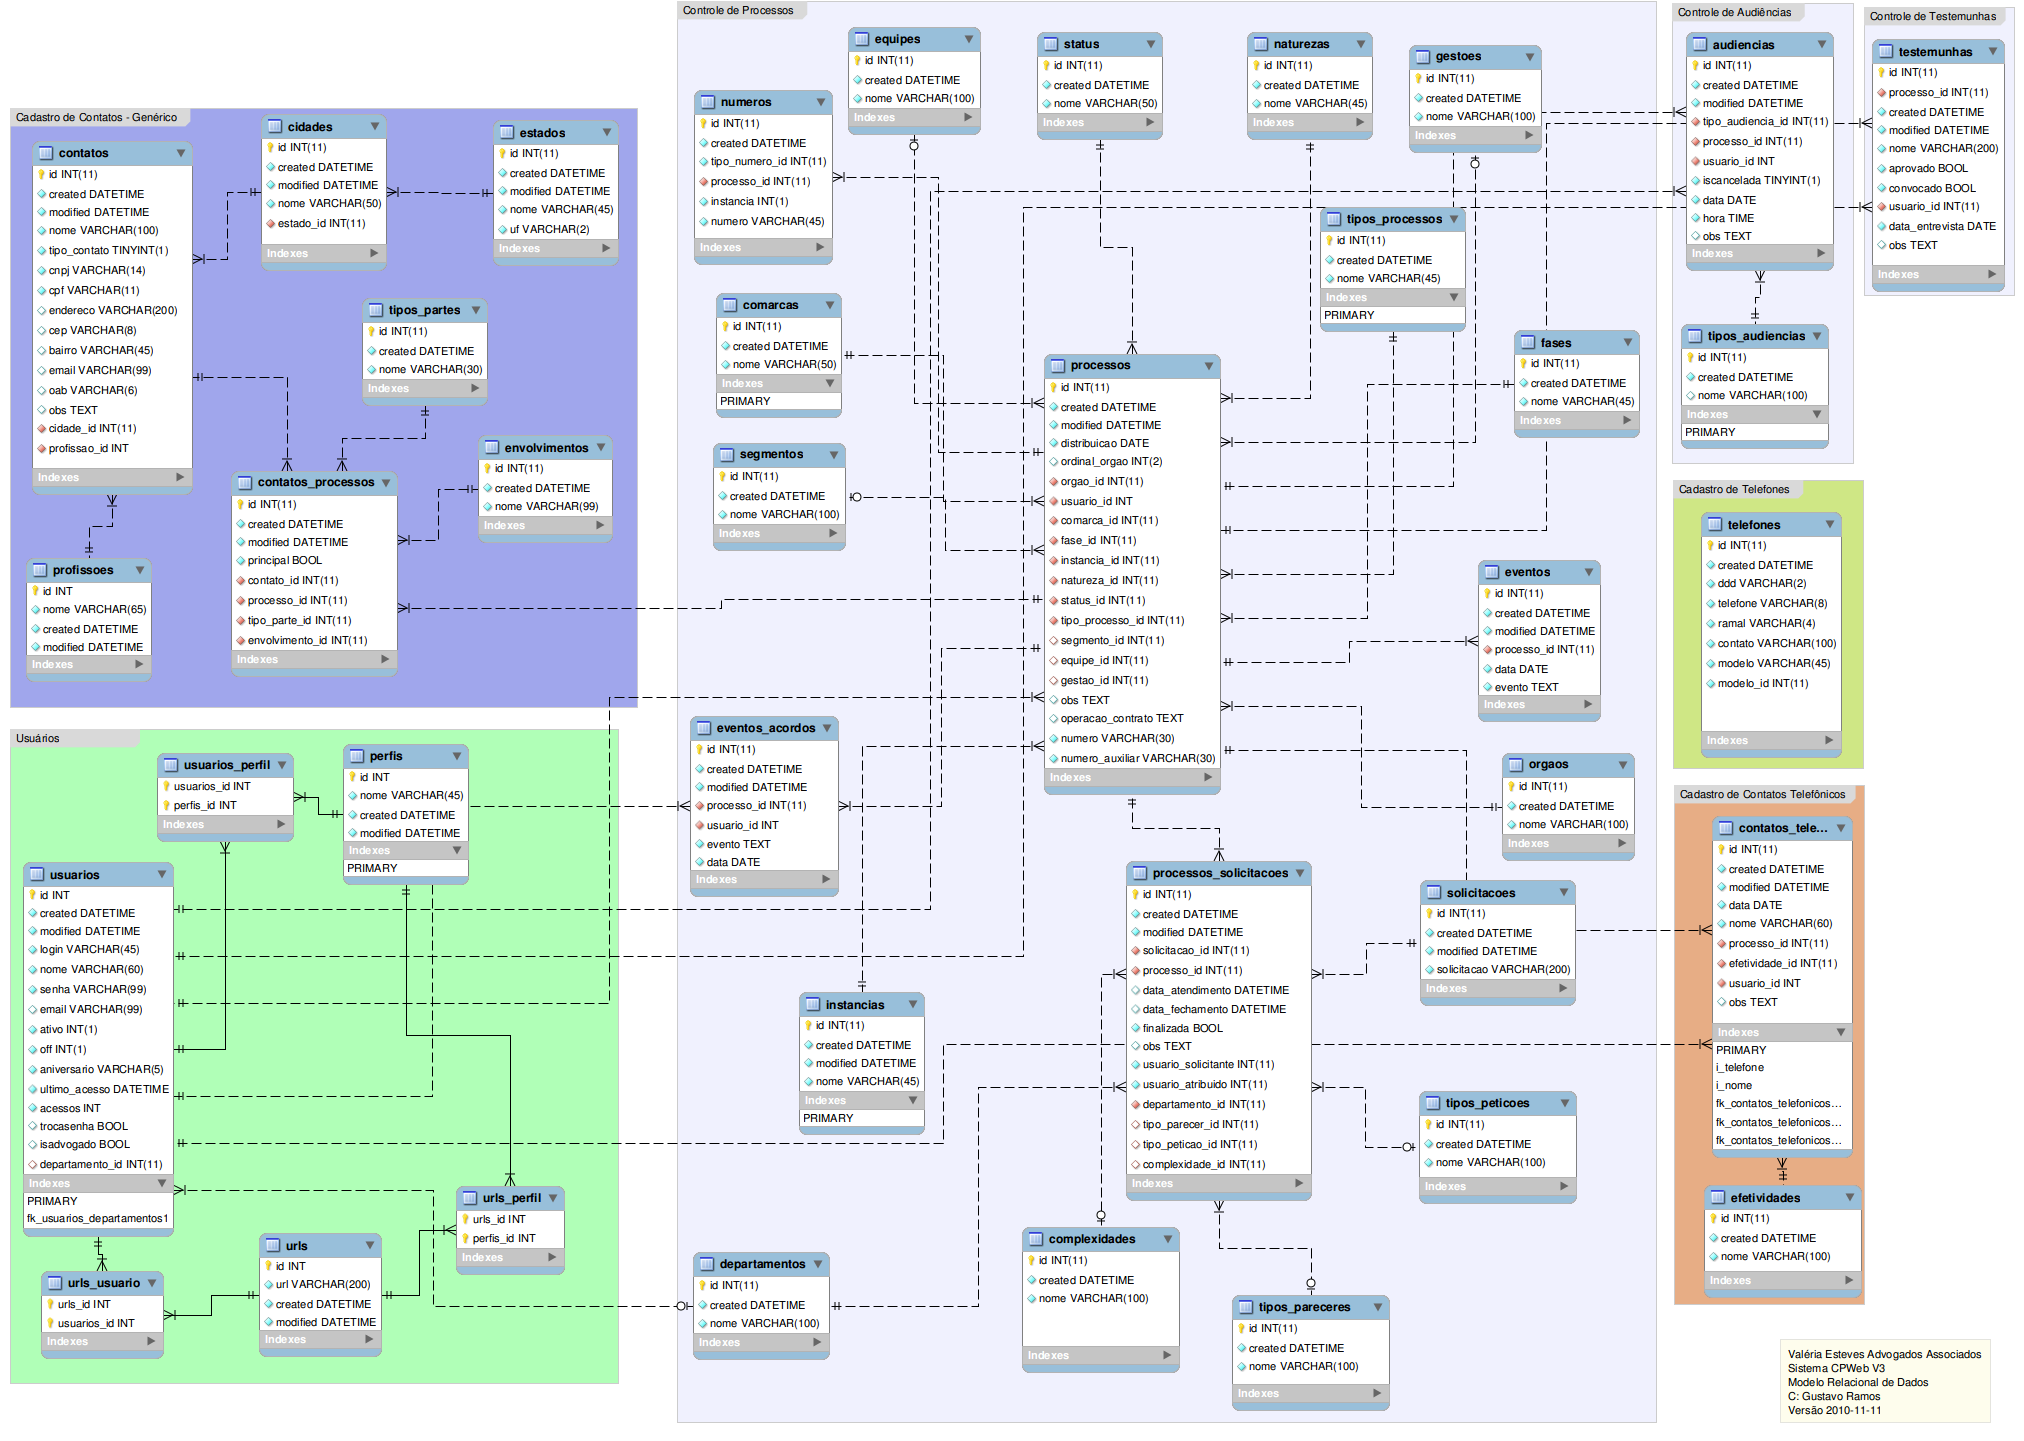 Cadastro de Contatos - Genérico
contatos
id INT(11)
created DATETIME
modified DATETIME
nome VARCHAR(100)
tipo_contato TINYINT(1)
cnpj VARCHAR(14)
cpf VARCHAR(11)
endereco VARCHAR(200)
cep VARCHAR(8)
bairro VARCHAR(45)
email VARCHAR(99)
oab VARCHAR(6)
obs TEXT
cidade_id INT(11)
profissao_id INT
Indexes
cidades
id INT(11)
created DATETIME
modified DATETIME
nome VARCHAR(50)
estado_id INT(11)
Indexes
estados
id INT(11)
created DATETIME
modified DATETIME
nome VARCHAR(45)
uf VARCHAR(2)
Indexes
tipos_partes
id INT(11)
created DATETIME
nome VARCHAR(30)
Indexes
envolvimentos
id INT(11)
created DATETIME
nome VARCHAR(99)
Indexes
contatos_processos
id INT(11)
created DATETIME
modified DATETIME
principal BOOL
contato_id INT(11)
processo_id INT(11)
tipo_parte_id INT(11)
envolvimento_id INT(11)
Indexes
profissoes
id INT
nome VARCHAR(65)
created DATETIME
modified DATETIME
Indexes
Usuários
usuarios_perfil
usuarios_id INT
perfis_id INT
Indexes
perfis
id INT
nome VARCHAR(45)
created DATETIME
modified DATETIME
Indexes
PRIMARY
usuarios
id INT
created DATETIME
modified DATETIME
login VARCHAR(45)
nome VARCHAR(60)
senha VARCHAR(99)
email VARCHAR(99)
ativo INT(1)
off INT(1)
aniversario VARCHAR(5)
ultimo_acesso DATETIME
acessos INT
trocasenha BOOL
isadvogado BOOL
departamento_id INT(11)
Indexes
PRIMARY
fk_usuarios_departamentos1
urls_perfil
urls_id INT
perfis_id INT
Indexes
urls
id INT
url VARCHAR(200)
created DATETIME
modified DATETIME
Indexes
urls_usuario
urls_id INT
usuarios_id INT
Indexes
Controle de Processos
equipes
id INT(11)
created DATETIME
nome VARCHAR(100)
Indexes
status
id INT(11)
created DATETIME
nome VARCHAR(50)
Indexes
naturezas
id INT(11)
created DATETIME
nome VARCHAR(45)
Indexes
gestoes
id INT(11)
created DATETIME
nome VARCHAR(100)
Indexes
numeros
id INT(11)
created DATETIME
tipo_numero_id INT(11)
processo_id INT(11)
instancia INT(1)
numero VARCHAR(45)
Indexes
tipos_processos
id INT(11)
created DATETIME
nome VARCHAR(45)
Indexes
PRIMARY
comarcas
id INT(11)
created DATETIME
nome VARCHAR(50)
Indexes
PRIMARY
fases
id INT(11)
created DATETIME
nome VARCHAR(45)
Indexes
segmentos
id INT(11)
created DATETIME
nome VARCHAR(100)
Indexes
processos
id INT(11)
created DATETIME
modified DATETIME
distribuicao DATE
ordinal_orgao INT(2)
orgao_id INT(11)
usuario_id INT
comarca_id INT(11)
fase_id INT(11)
instancia_id INT(11)
natureza_id INT(11)
status_id INT(11)
tipo_processo_id INT(11)
segmento_id INT(11)
equipe_id INT(11)
gestao_id INT(11)
obs TEXT
operacao_contrato TEXT
numero VARCHAR(30)
numero_auxiliar VARCHAR(30)
Indexes
eventos
id INT(11)
created DATETIME
modified DATETIME
processo_id INT(11)
data DATE
evento TEXT
Indexes
eventos_acordos
id INT(11)
created DATETIME
modified DATETIME
processo_id INT(11)
usuario_id INT
evento TEXT
data DATE
Indexes
orgaos
id INT(11)
created DATETIME
nome VARCHAR(100)
Indexes
processos_solicitacoes
id INT(11)
created DATETIME
modified DATETIME
solicitacao_id INT(11)
processo_id INT(11)
data_atendimento DATETIME
data_fechamento DATETIME
finalizada BOOL
obs TEXT
usuario_solicitante INT(11)
usuario_atribuido INT(11)
departamento_id INT(11)
tipo_parecer_id INT(11)
tipo_peticao_id INT(11)
complexidade_id INT(11)
Indexes
solicitacoes
id INT(11)
created DATETIME
modified DATETIME
solicitacao VARCHAR(200)
Indexes
instancias
id INT(11)
created DATETIME
modified DATETIME
nome VARCHAR(45)
Indexes
PRIMARY
tipos_peticoes
id INT(11)
created DATETIME
nome VARCHAR(100)
Indexes
complexidades
id INT(11)
created DATETIME
nome VARCHAR(100)
Indexes
departamentos
id INT(11)
created DATETIME
nome VARCHAR(100)
Indexes
tipos_pareceres
id INT(11)
created DATETIME
nome VARCHAR(100)
Indexes
Controle de Audiências
audiencias
id INT(11)
created DATETIME
modified DATETIME
tipo_audiencia_id INT(11)
processo_id INT(11)
usuario_id INT
iscancelada TINYINT(1)
data DATE
hora TIME
obs TEXT
Indexes
tipos_audiencias
id INT(11)
created DATETIME
nome VARCHAR(100)
Indexes
PRIMARY
Controle de Testemunhas
testemunhas
id INT(11)
processo_id INT(11)
created DATETIME
modified DATETIME
nome VARCHAR(200)
aprovado BOOL
convocado BOOL
usuario_id INT(11)
data_entrevista DATE
obs TEXT
Indexes
Cadastro de Telefones
telefones
id INT(11)
created DATETIME
ddd VARCHAR(2)
telefone VARCHAR(8)
ramal VARCHAR(4)
contato VARCHAR(100)
modelo VARCHAR(45)
modelo_id INT(11)
Indexes
Cadastro de Contatos Telefônicos
contatos_tele...
id INT(11)
created DATETIME
modified DATETIME
data DATE
nome VARCHAR(60)
processo_id INT(11)
efetividade_id INT(11)
usuario_id INT
obs TEXT
Indexes
PRIMARY
i_telefone
i_nome
fk_contatos_telefonicos...
fk_contatos_telefonicos...
fk_contatos_telefonicos...
efetividades
id INT(11)
created DATETIME
nome VARCHAR(100)
Indexes
Valéria Esteves Advogados Associados
Sistema CPWeb V3
Modelo Relacional de Dados
C: Gustavo Ramos
Versão 2010-11-11